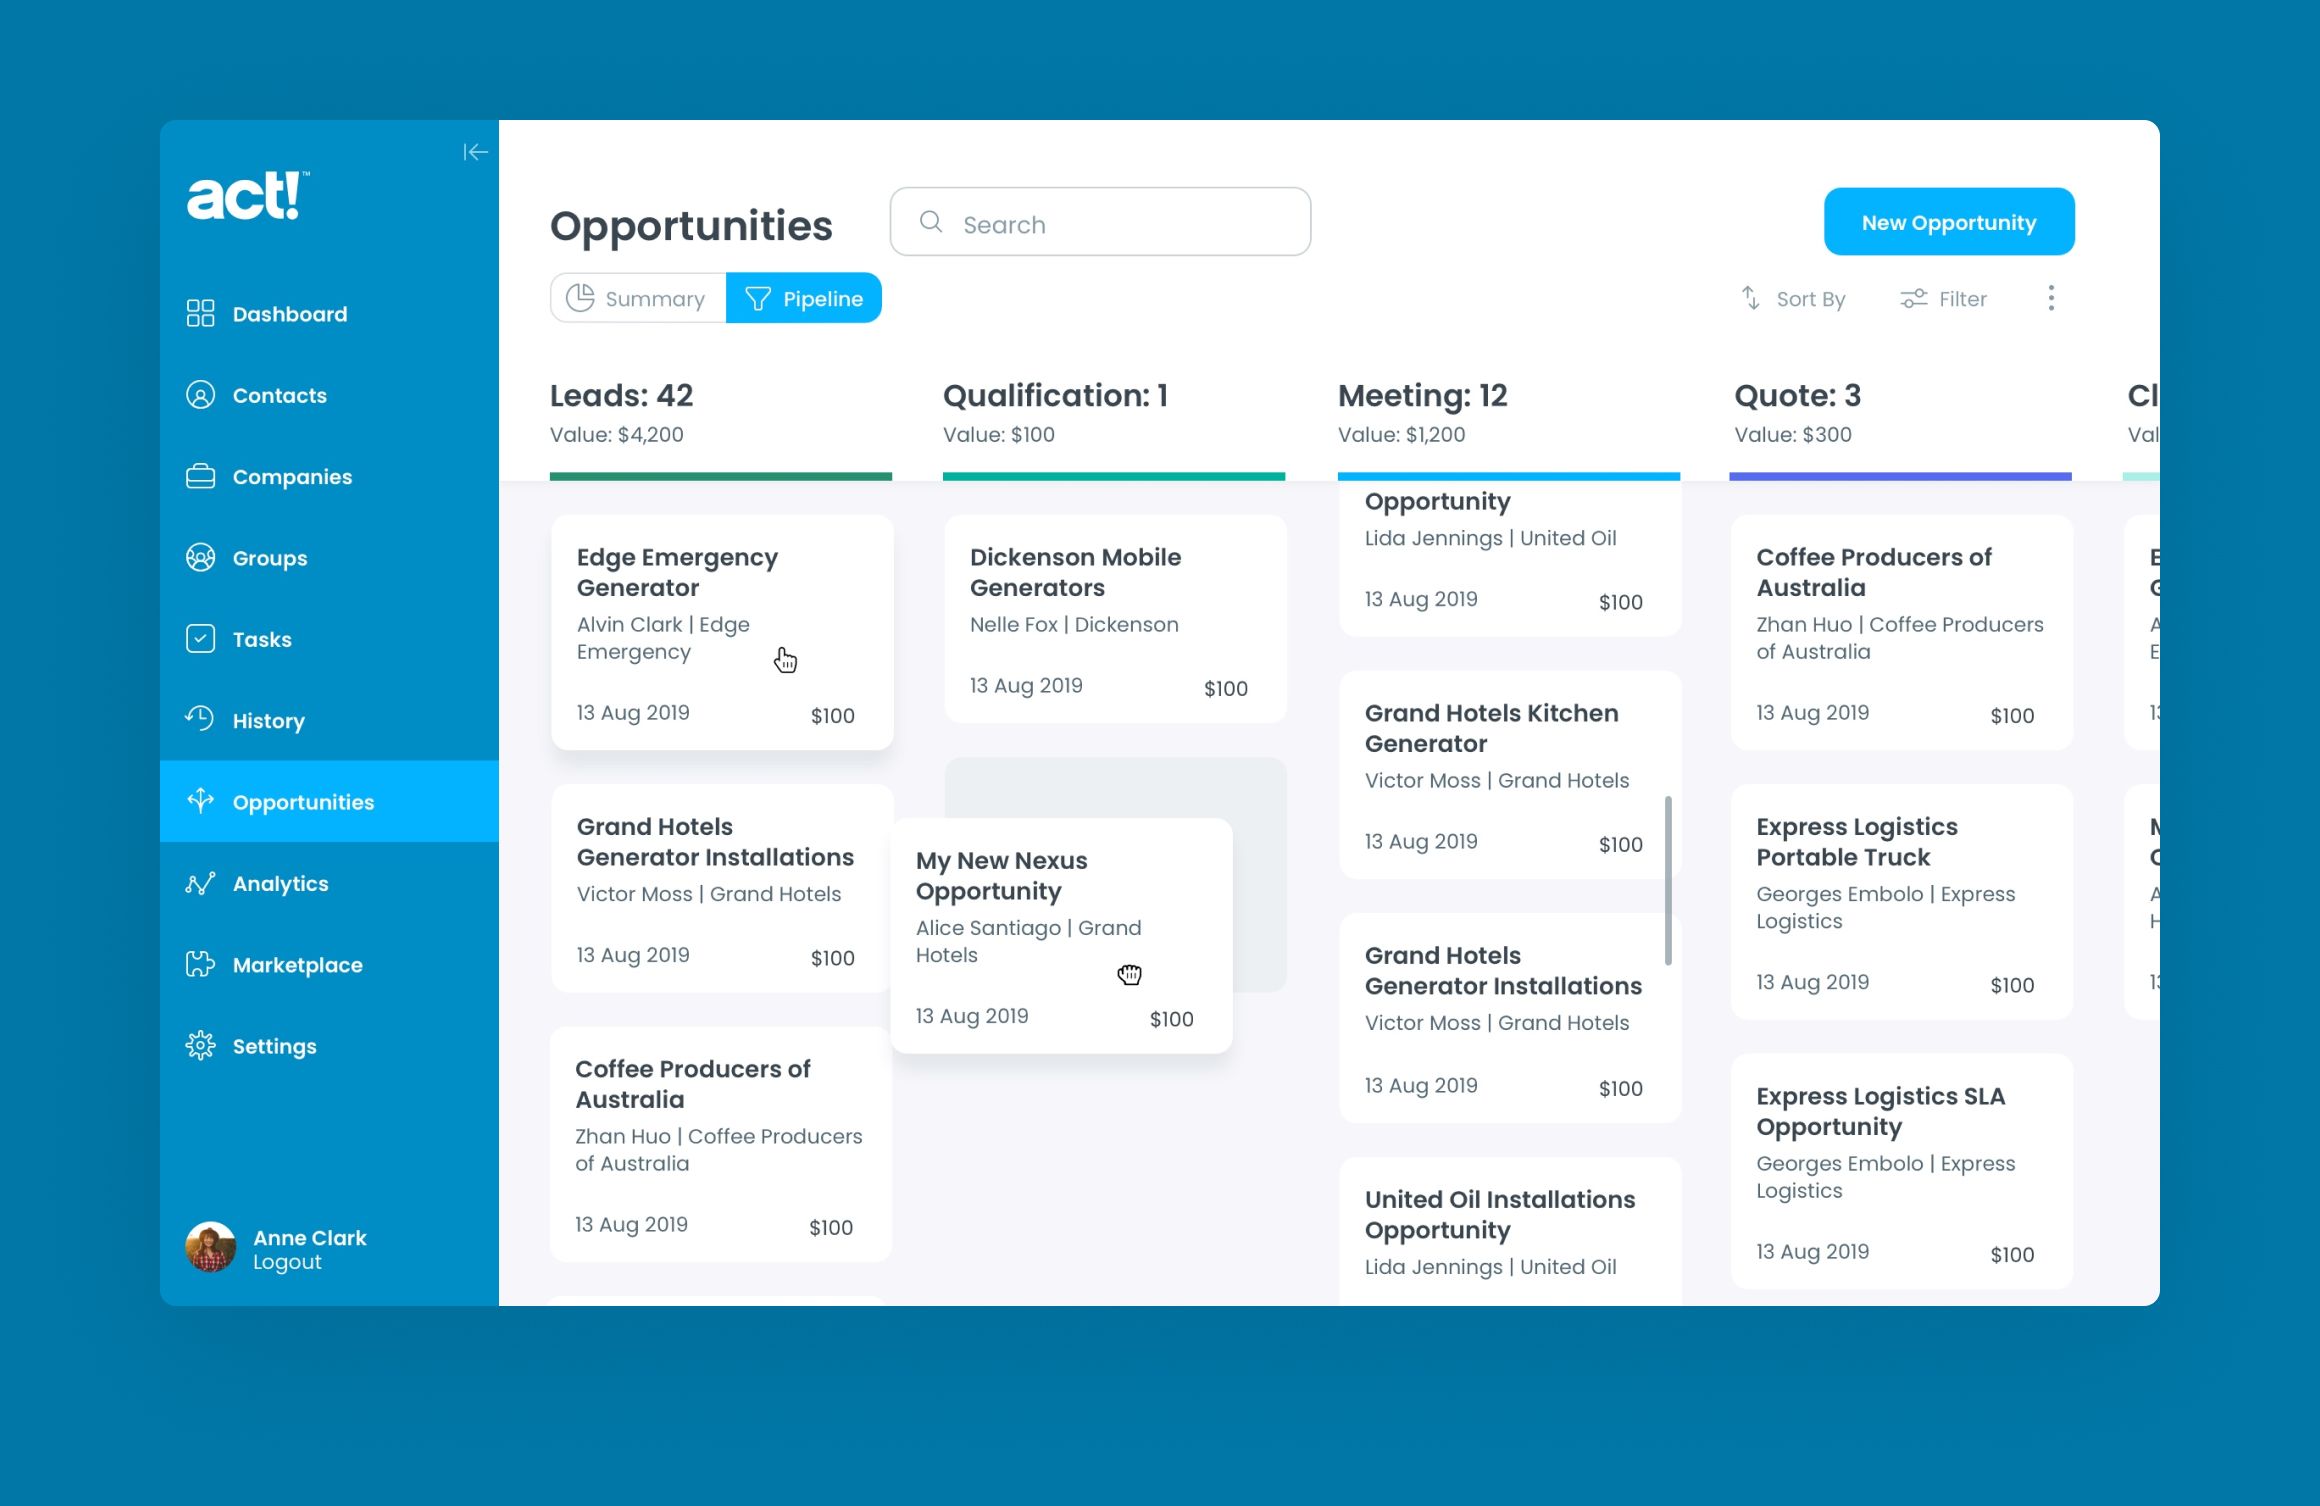 act!™
Dashboard
Contacts
Companies
Groups
Tasks
History
Opportunities
Analytics
Marketplace
Settings
Anne Clark
Logout
Opportunities
Search
New Opportunity
Summary
Pipeline
Sort By
Filter
Leads: 42
Value: $4,200
Edge Emergency
Generator
Alvin Clark | Edge
Emergency
13 Aug 2019
$100
Grand Hotels
Generator Installations
Victor Moss | Grand Hotels
13 Aug 2019
$100
Coffee Producers of
Australia
Zhan Huo | Coffee Producers
of Australia
13 Aug 2019
$100
Qualification: 1
Value: $100
Dickenson Mobile
Generators
Nelle Fox | Dickenson
13 Aug 2019
$100
My New Nexus
Opportunity
Alice Santiago | Grand
Hotels
13 Aug 2019
$100
Meeting: 12
Value: $1,200
Opportunity
Lida Jennings | United Oil
13 Aug 2019
$100
Grand Hotels Kitchen
Generator
Victor Moss | Grand Hotels
13 Aug 2019
$100
Grand Hotels
Generator Installations
Victor Moss | Grand Hotels
13 Aug 2019
$100
United Oil Installations
Opportunity
Lida Jennings | United Oil
Quote: 3
Value: $300
Coffee Producers of
Australia
Zhan Huo | Coffee Producers
of Australia
13 Aug 2019
$100
Express Logistics
Portable Truck
Georges Embolo | Express
Logistics
13 Aug 2019
$100
Express Logistics SLA
Opportunity
Georges Embolo | Express
Logistics
13 Aug 2019
$100
Cl
Val